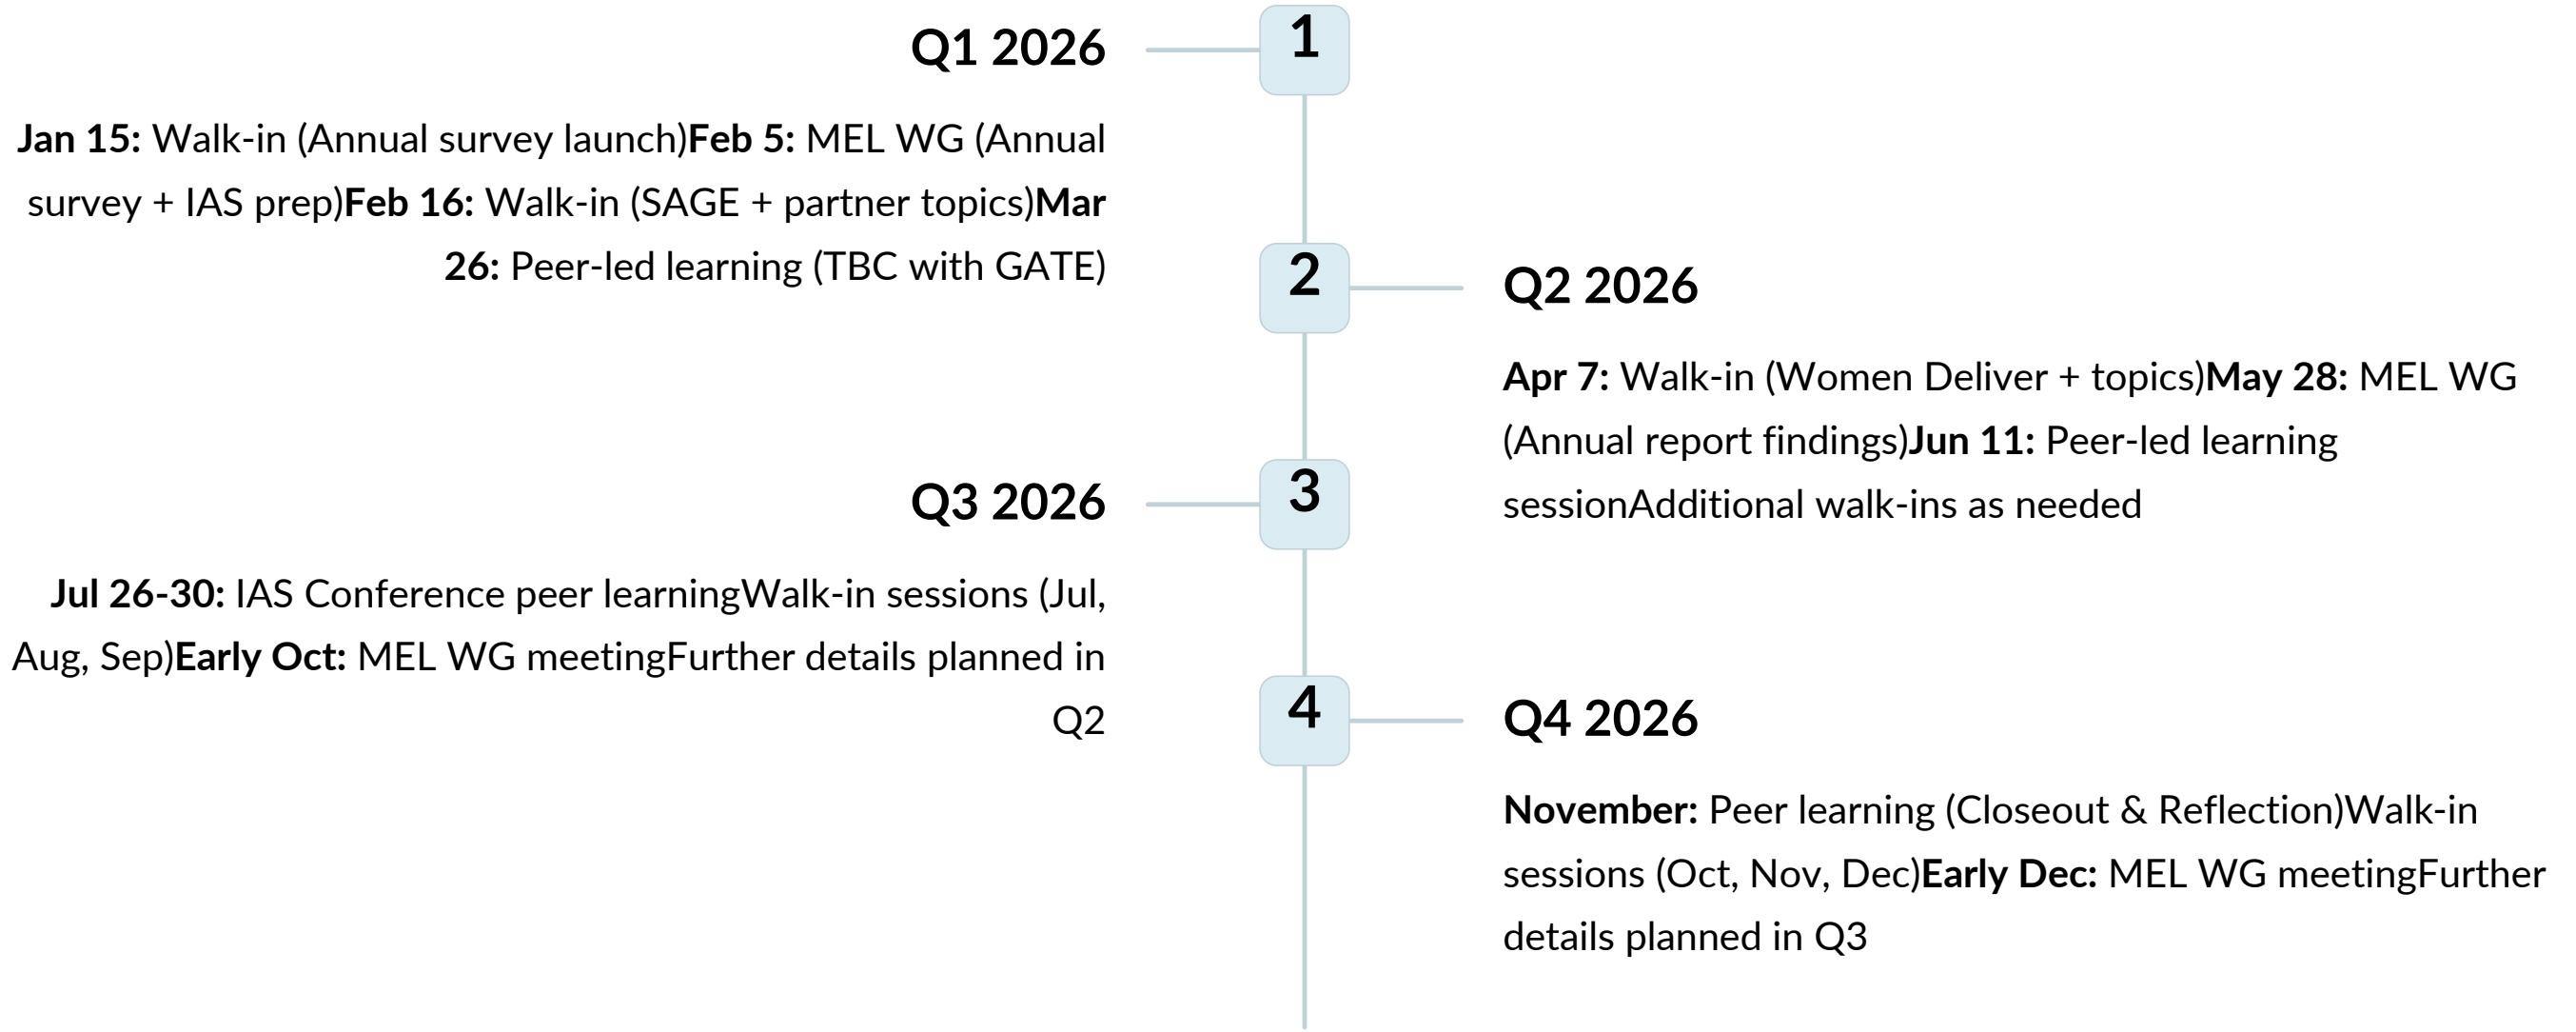 1
Q1 2026
Jan 15: Walk-in (Annual survey launch)Feb 5: MEL WG (Annual
survey + IAS prep)Feb 16: Walk-in (SAGE + partner topics)Mar
26: Peer-led learning (TBC with GATE)
2
Q2 2026
Apr 7: Walk-in (Women Deliver + topics)May 28: MEL WG
(Annual report findings)Jun 11: Peer-led learning
sessionAdditional walk-ins as needed
3
Q3 2026
Jul 26-30: IAS Conference peer learningWalk-in sessions (Jul,
Aug, Sep)Early Oct: MEL WG meetingFurther details planned in
Q2
4
Q4 2026
November: Peer learning (Closeout & Reflection)Walk-in
sessions (Oct, Nov, Dec)Early Dec: MEL WG meetingFurther
details planned in Q3